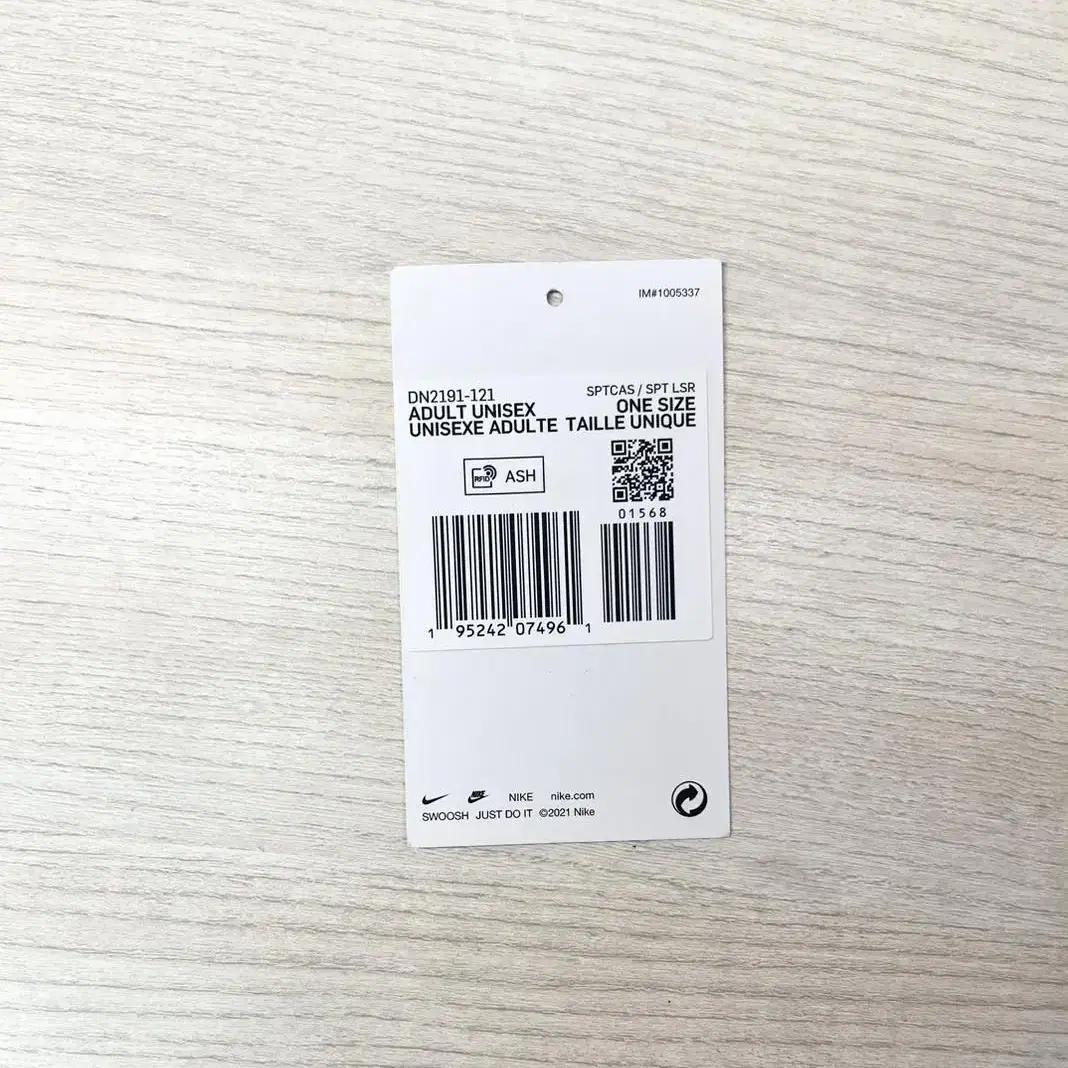 IM#1005337
DN2191-121 SPTCAS / SPT LSR
ADULT UNISEX ONE SIZE
UNISEXE ADULTE TAILLE UNIQUE
RFID ASH
01568
1 95242 07496 1
NIKE NIKE nike.com
SWOOSH JUST DO IT ©2021 Nike